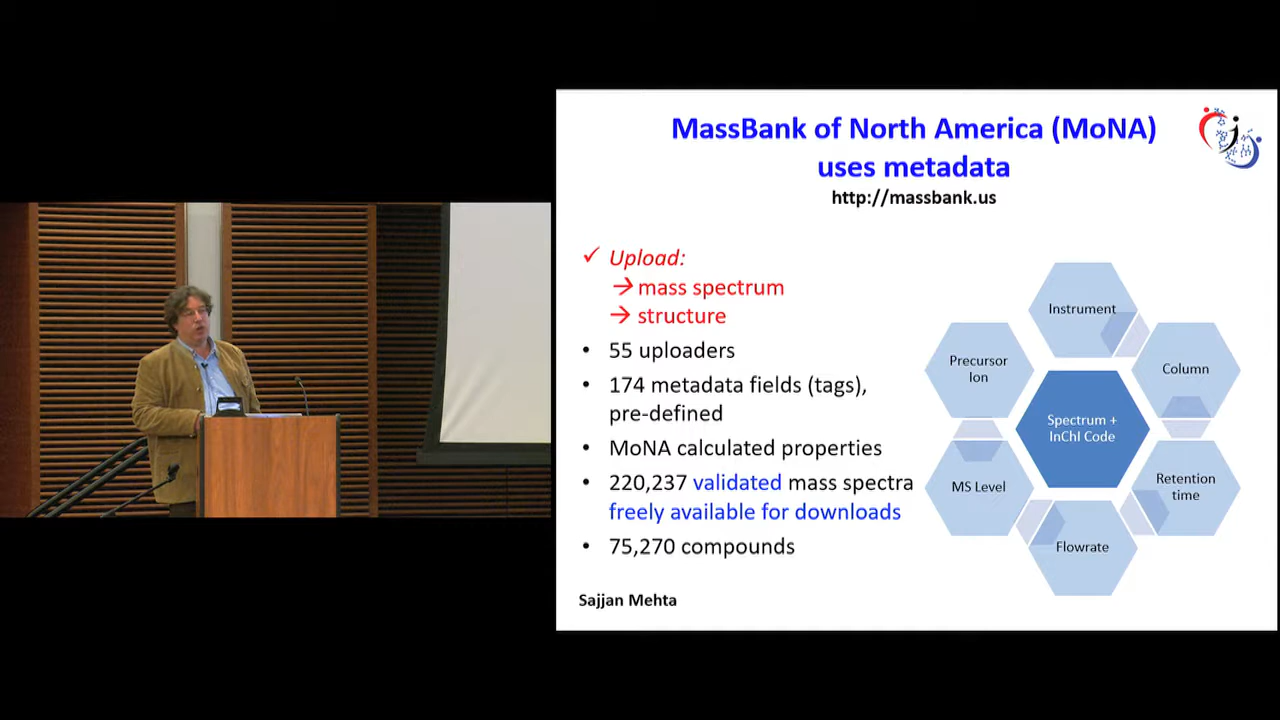 MassBank of North America (MoNA)
uses metadata
http://massbank.us
✓ Upload:
→ mass spectrum
→ structure
• 55 uploaders
• 174 metadata fields (tags),
pre-defined
• MoNA calculated properties
• 220,237 validated mass spectra
freely available for downloads
• 75,270 compounds
Sajjan Mehta
Instrument
Precursor
Ion
Column
Spectrum +
InChI Code
MS Level
Retention
time
Flowrate